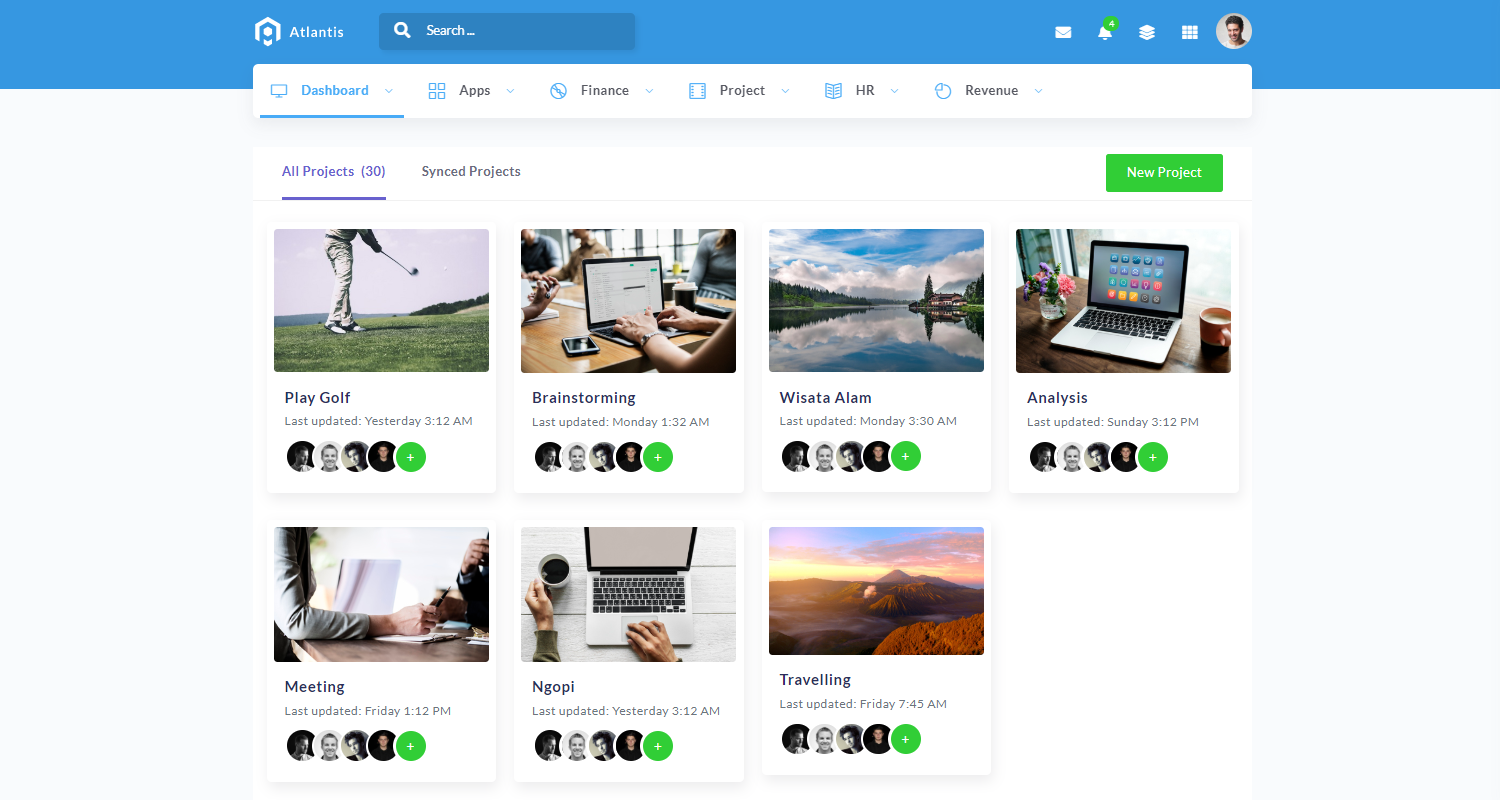 Atlantis
Search ...
4
Dashboard
Apps
Finance
Project
HR
Revenue
All Projects (30)
Synced Projects
New Project
Play Golf
Last updated: Yesterday 3:12 AM
+
Brainstorming
Last updated: Monday 1:32 AM
+
Wisata Alam
Last updated: Monday 3:30 AM
+
Analysis
Last updated: Sunday 3:12 PM
+
Meeting
Last updated: Friday 1:12 PM
+
Ngopi
Last updated: Yesterday 3:12 AM
+
Travelling
Last updated: Friday 7:45 AM
+